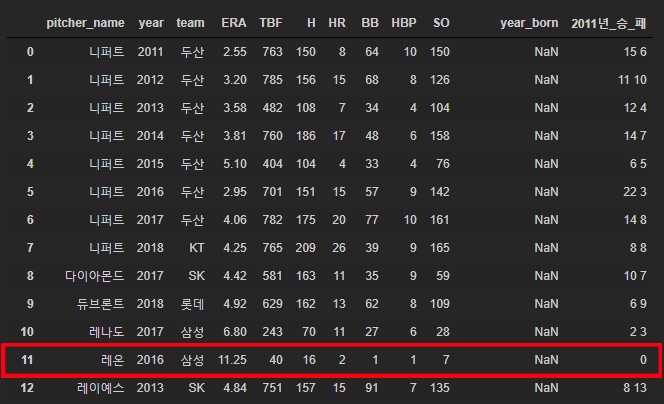 pitcher_name year team ERA TBF H HR BB HBP SO year_born 2011년_승_패
0 니퍼트 2011 두산 2.55 763 150 8 64 10 150 NaN 15 6
1 니퍼트 2012 두산 3.20 785 156 15 68 8 126 NaN 11 10
2 니퍼트 2013 두산 3.58 482 108 7 34 4 104 NaN 12 4
3 니퍼트 2014 두산 3.81 760 186 17 48 6 158 NaN 14 7
4 니퍼트 2015 두산 5.10 404 104 4 33 4 76 NaN 6 5
5 니퍼트 2016 두산 2.95 701 151 15 57 9 142 NaN 22 3
6 니퍼트 2017 두산 4.06 782 175 20 77 10 161 NaN 14 8
7 니퍼트 2018 KT 4.25 765 209 26 39 9 165 NaN 8 8
8 다이아몬드 2017 SK 4.42 581 163 11 35 9 59 NaN 10 7
9 듀브론트 2018 롯데 4.92 629 162 13 62 8 109 NaN 6 9
10 레나도 2017 삼성 6.80 243 70 11 27 6 28 NaN 2 3
11 레온 2016 삼성 11.25 40 16 2 1 1 7 NaN 0
12 레이예스 2013 SK 4.84 751 157 15 91 7 135 NaN 8 13